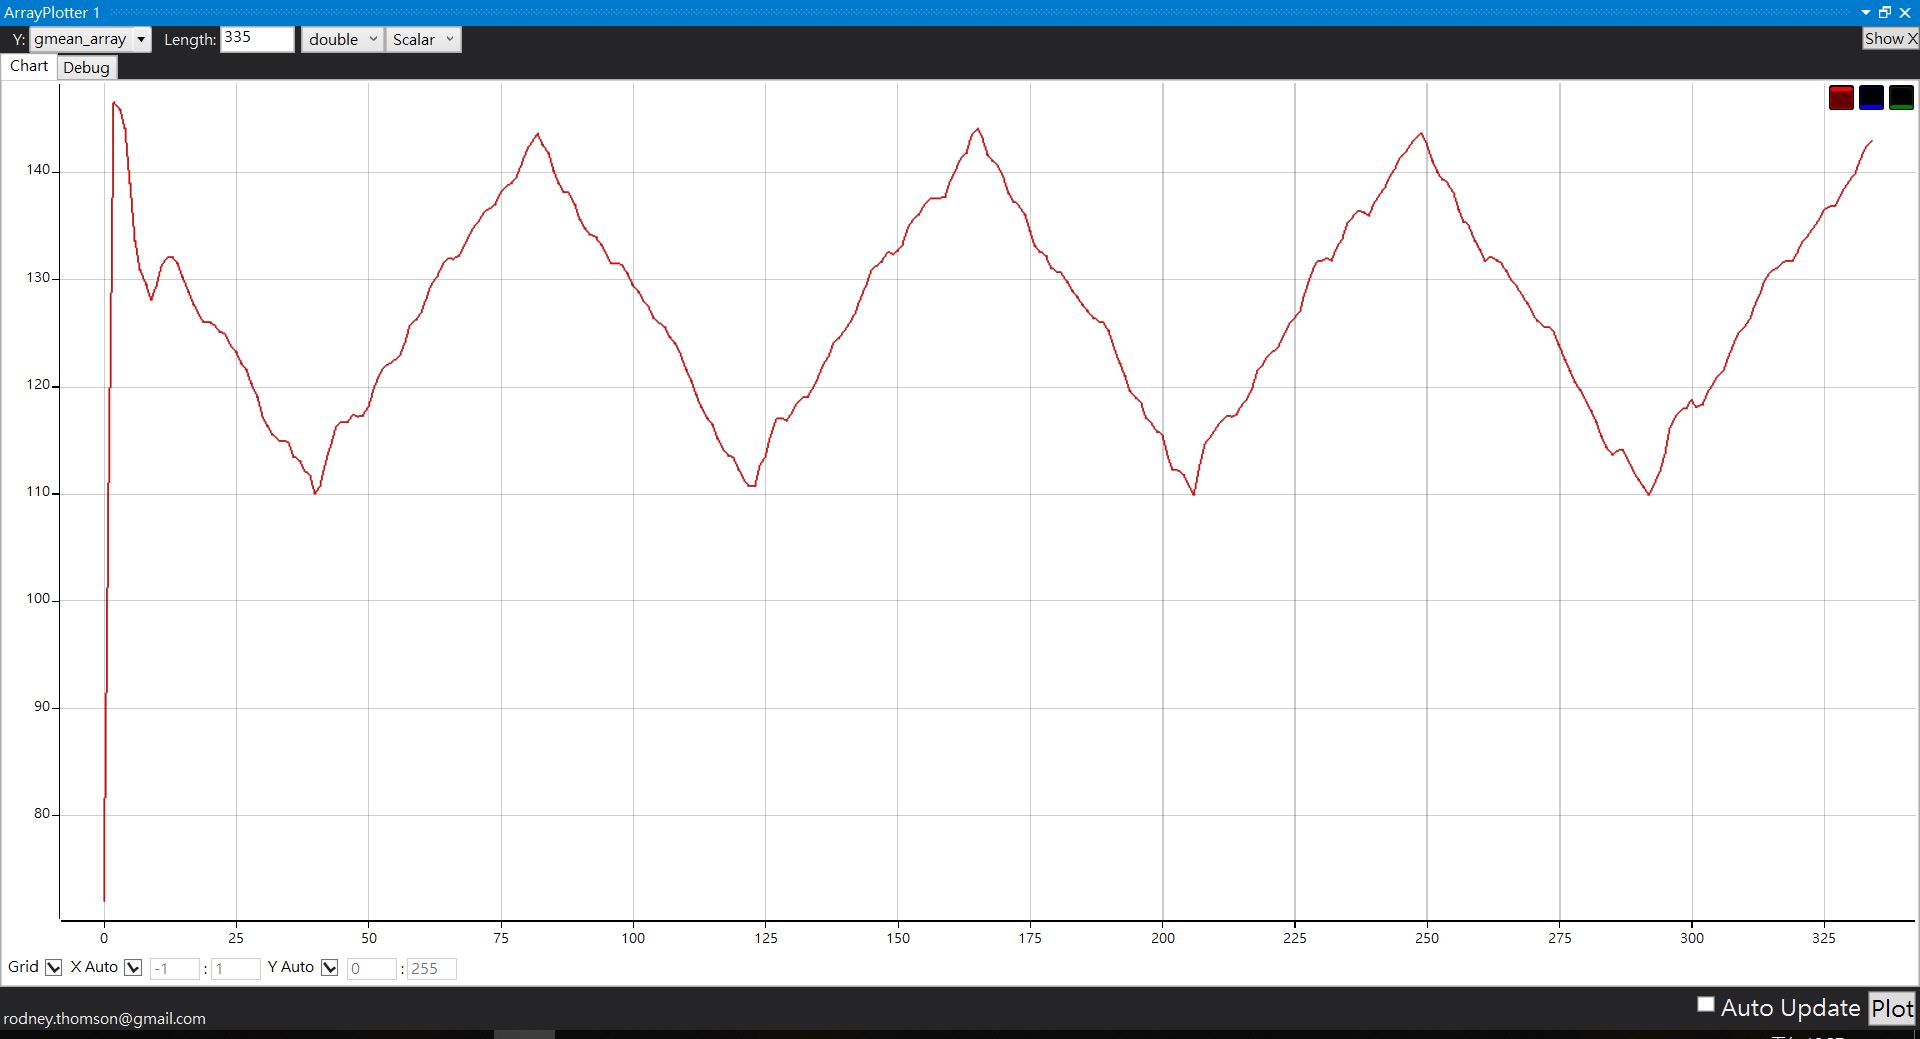 ArrayPlotter 1
Y: gmean_array Length: 335 double Scalar Show X
Chart Debug
140
130
120
110
100
90
80
0 25 50 75 100 125 150 175 200 225 250 275 300 325
Grid X Auto -1 : 1 Y Auto 0 : 255
Auto Update Plot
rodney.thomson@gmail.com